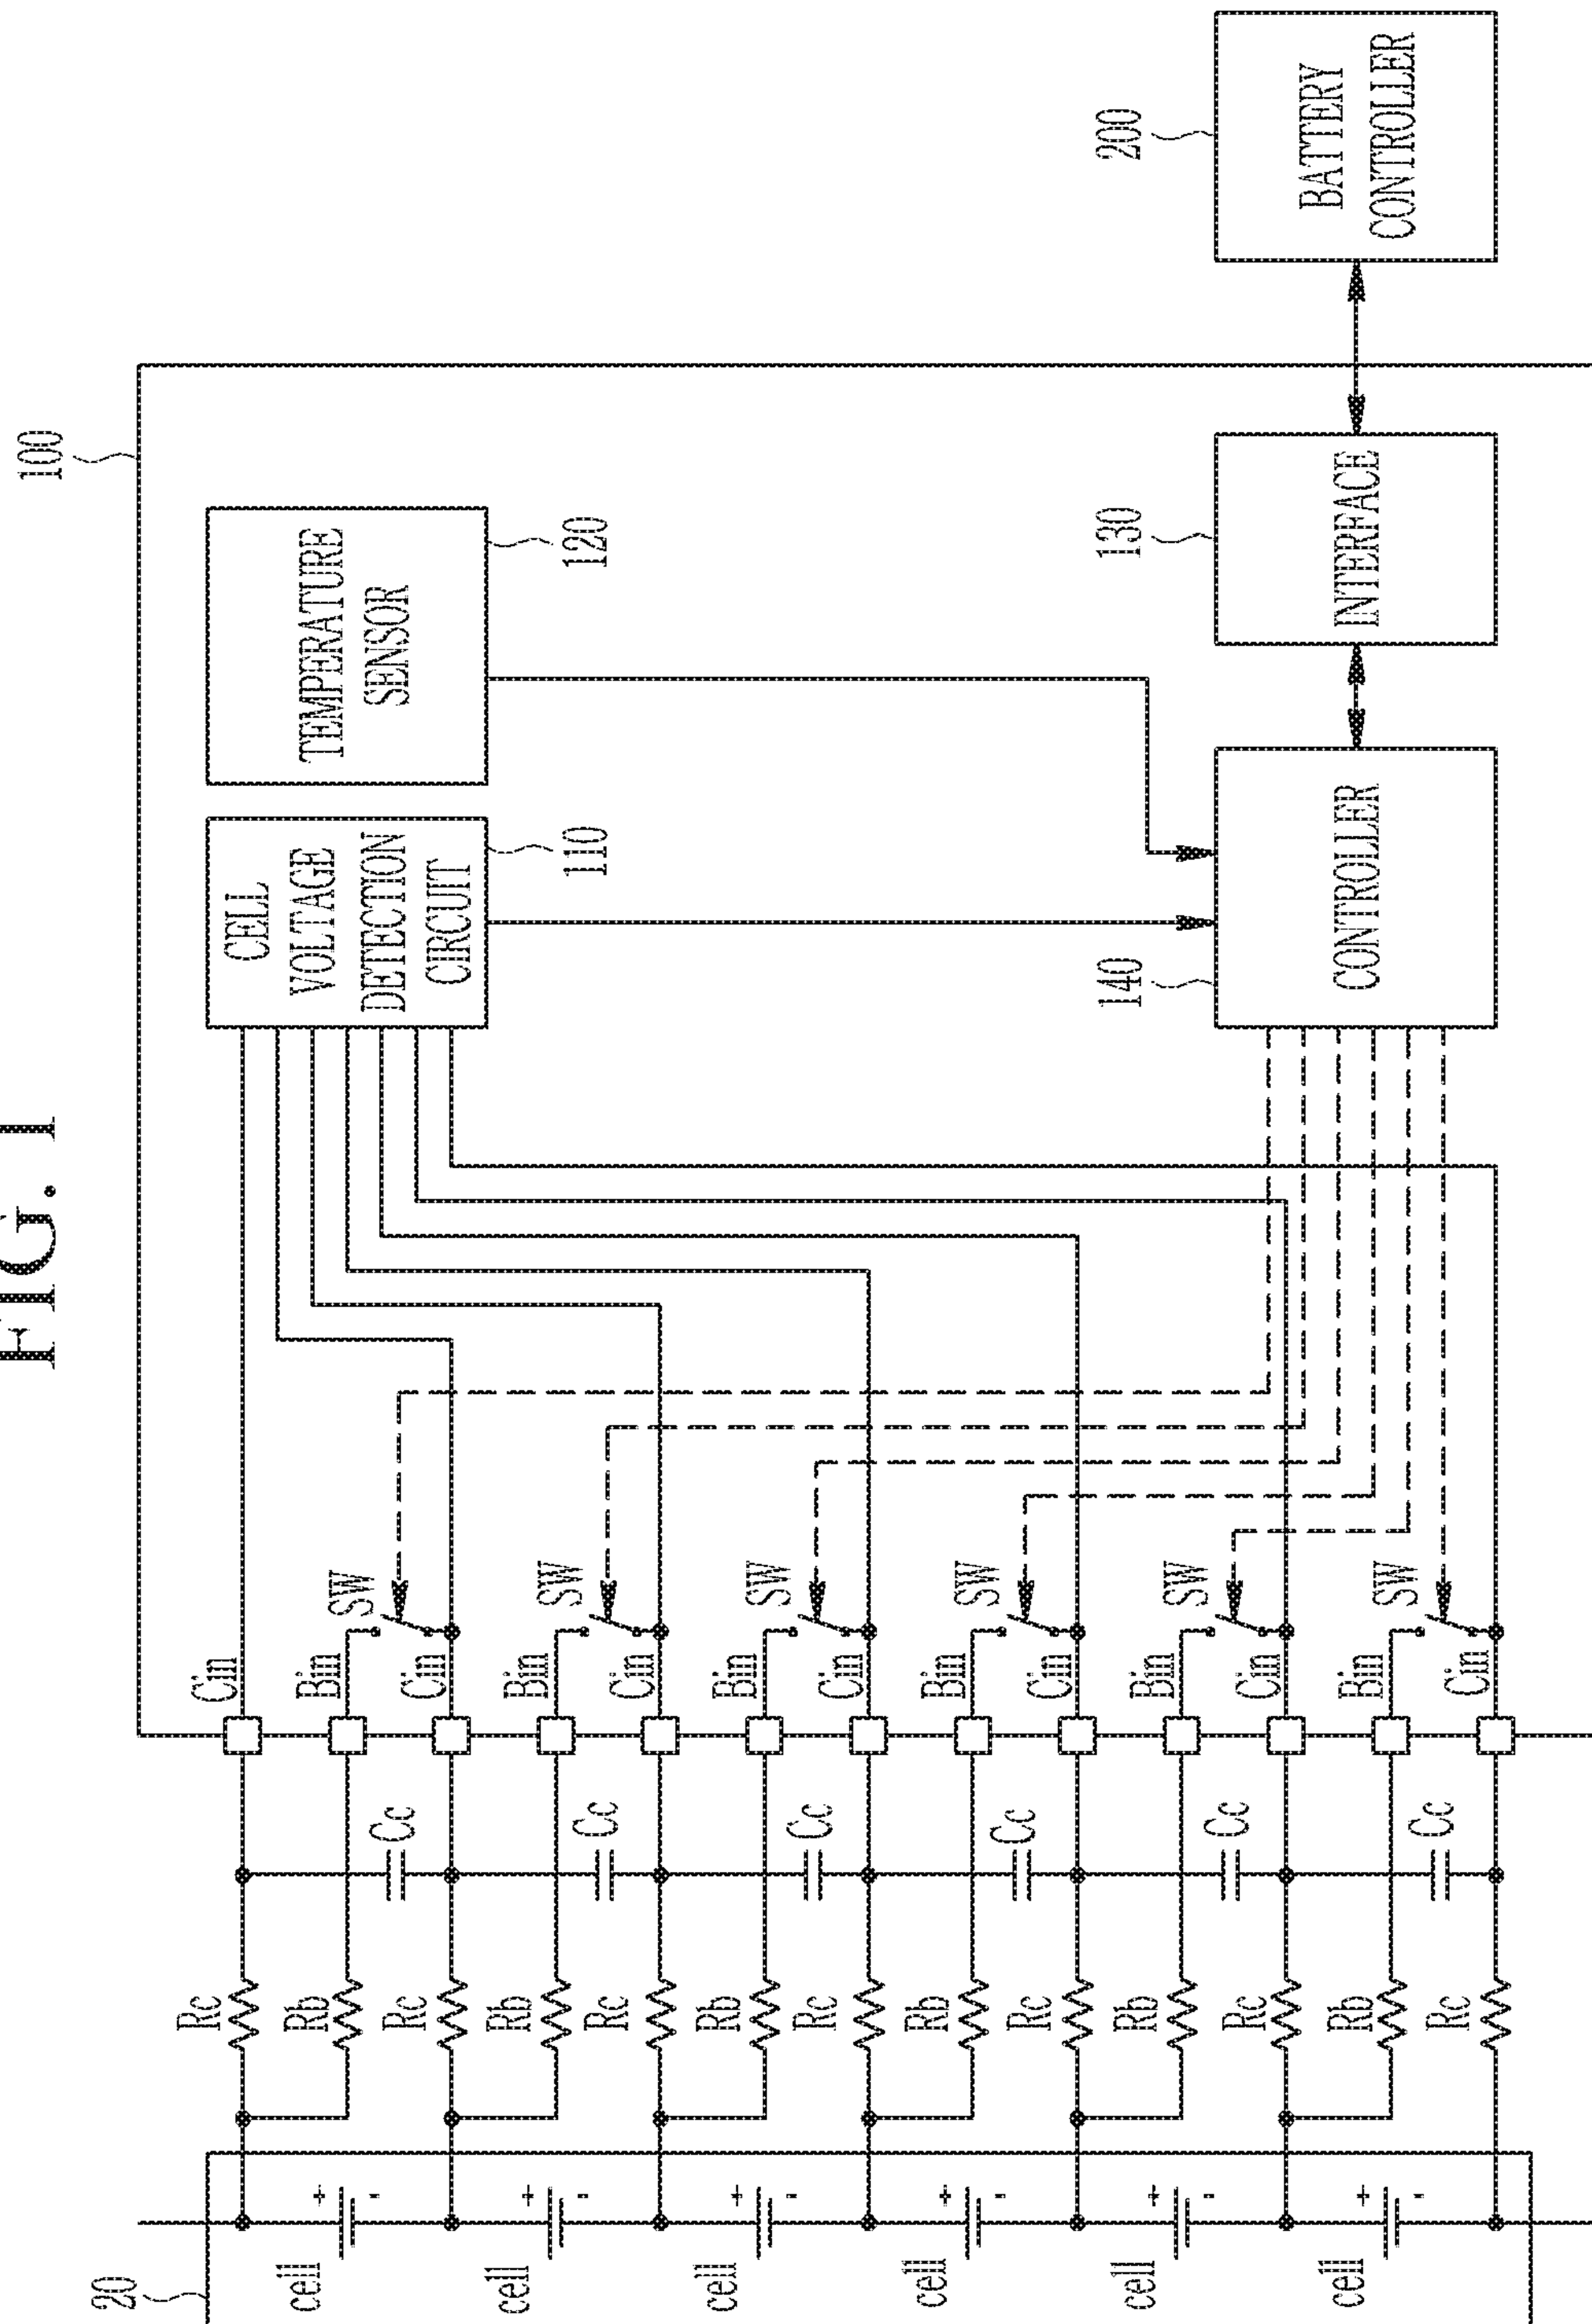 FIG. 1
100
20
cell
cell
cell
cell
cell
cell
+
-
+
-
+
-
+
-
+
-
+
-
Rc
Rb
Rc
Rb
Rc
Rb
Rc
Rb
Rc
Rb
Rc
Rb
Rc
Cc
Cc
Cc
Cc
Cc
Cc
Cin
Bin
Cin
Bin
Cin
Bin
Cin
Bin
Cin
Bin
Cin
Bin
Cin
SW
SW
SW
SW
SW
SW
CELL
VOLTAGE
DETECTION
CIRCUIT
110
TEMPERATURE
SENSOR
120
140
CONTROLLER
130
INTERFACE
200
BATTERY
CONTROLLER